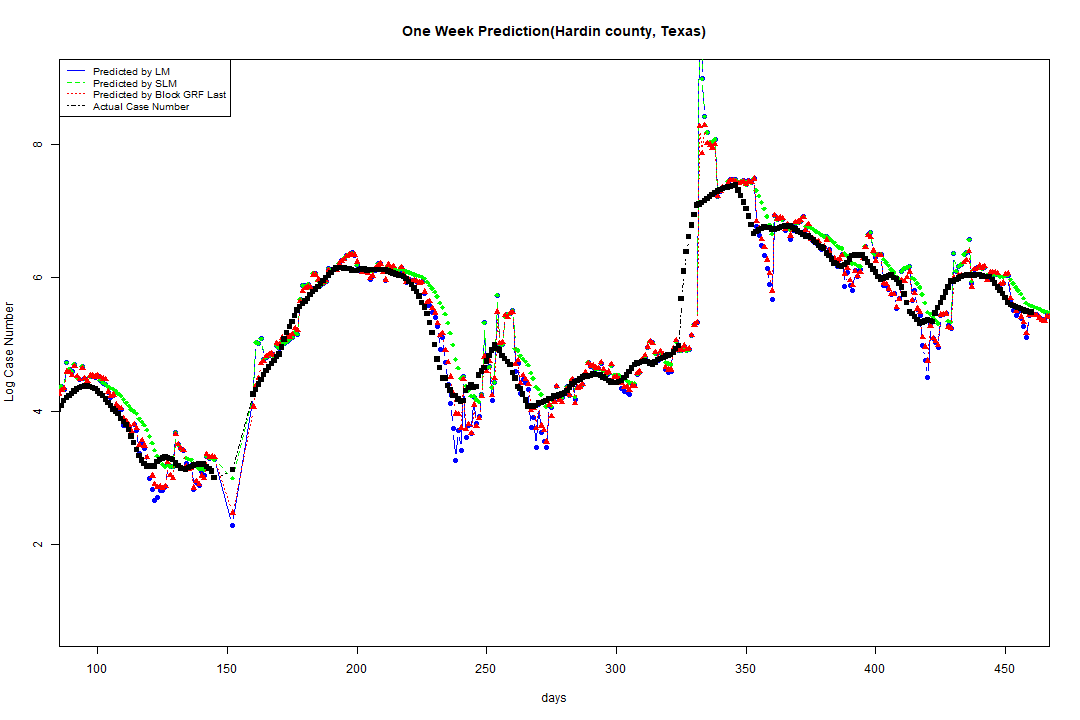 One Week Prediction(Hardin county, Texas)
Predicted by LM
Predicted by SLM
Predicted by Block GRF Last
Actual Case Number
8
6
4
2
Log Case Number
100 150 200 250 300 350 400 450
days